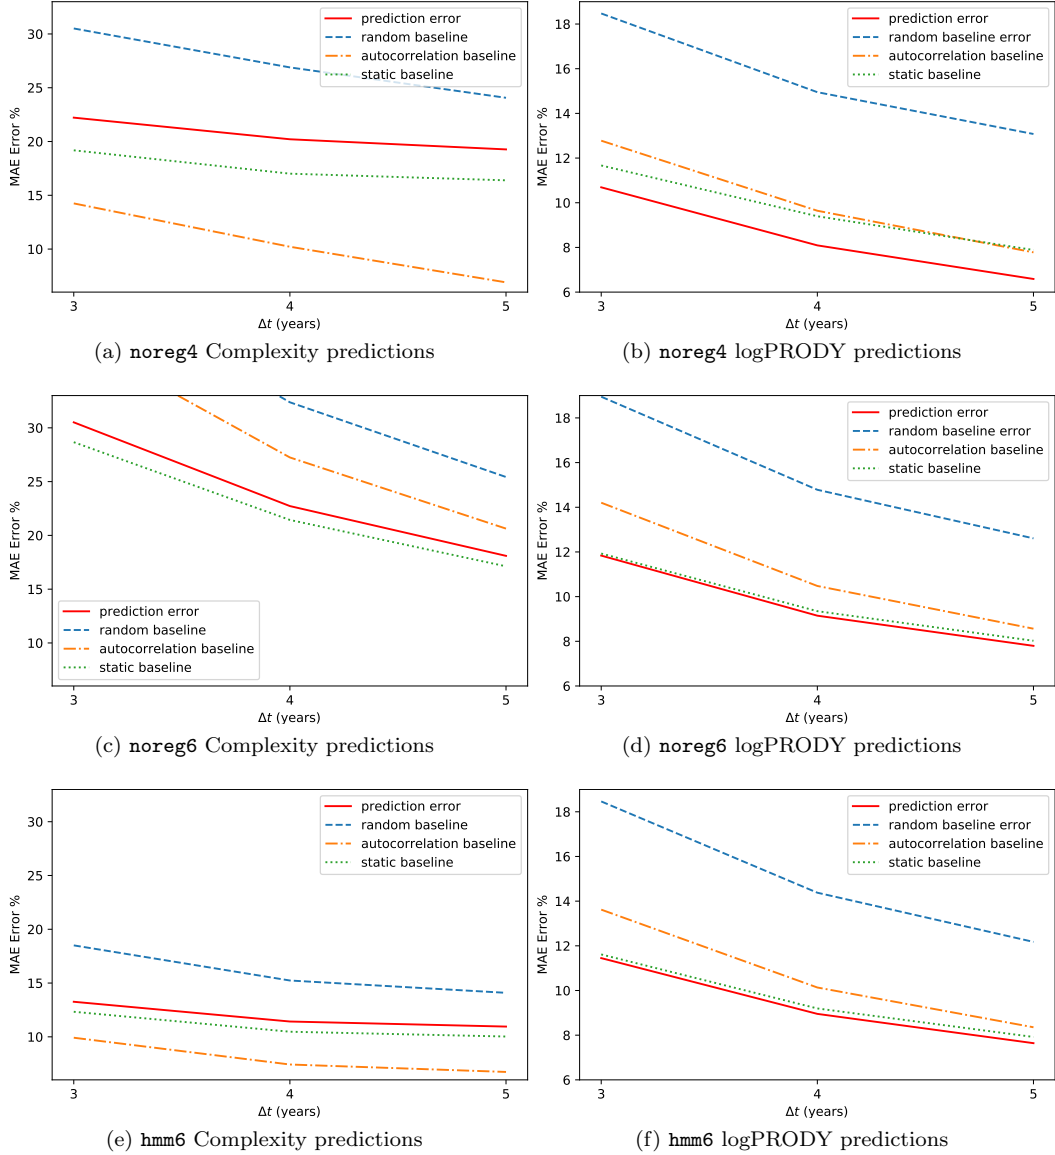 30
25
20
15
10
MAE Error %
3
4
5
Δt (years)
prediction error
random baseline
autocorrelation baseline
static baseline
(a) noreg4 Complexity predictions
18
16
14
12
10
8
6
MAE Error %
3
4
5
Δt (years)
prediction error
random baseline error
autocorrelation baseline
static baseline
(b) noreg4 logPRODY predictions
30
25
20
15
10
MAE Error %
3
4
5
Δt (years)
prediction error
random baseline
autocorrelation baseline
static baseline
(c) noreg6 Complexity predictions
18
16
14
12
10
8
6
MAE Error %
3
4
5
Δt (years)
prediction error
random baseline error
autocorrelation baseline
static baseline
(d) noreg6 logPRODY predictions
30
25
20
15
10
MAE Error %
3
4
5
Δt (years)
prediction error
random baseline
autocorrelation baseline
static baseline
(e) hmm6 Complexity predictions
18
16
14
12
10
8
6
MAE Error %
3
4
5
Δt (years)
prediction error
random baseline error
autocorrelation baseline
static baseline
(f) hmm6 logPRODY predictions